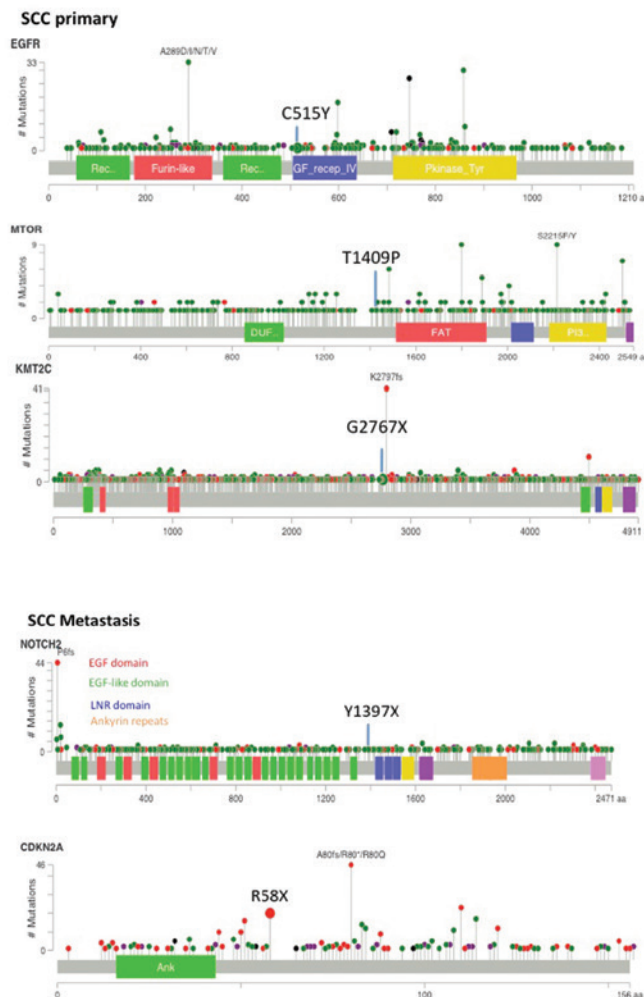 SCC primary
EGFR
A289D/I/N/T/V
33
# Mutations
C515Y
0
Rec..
Furin-like
Rec..
GF_recep_IV
Pkinase_Tyr
0 200 400 600 800 1000 1210 a
MTOR
9
S2215F/Y
T1409P
# Mutations
0
DUF..
FAT
PI3..
0 400 800 1200 1600 2000 2400 2549 a
KMT2C
41
K2797fs
G2767X
# Mutations
0
0 1000 2000 3000 4000 4911
SCC Metastasis
NOTCH2
P6fs
44
EGF domain
EGF-like domain
LNR domain
Ankyrin repeats
# Mutations
Y1397X
0
0 400 800 1200 1600 2000 2471 aa
CDKN2A
46
A80fs/R80*/R80Q
R58X
# Mutations
0
Ank
0 100 156 aa